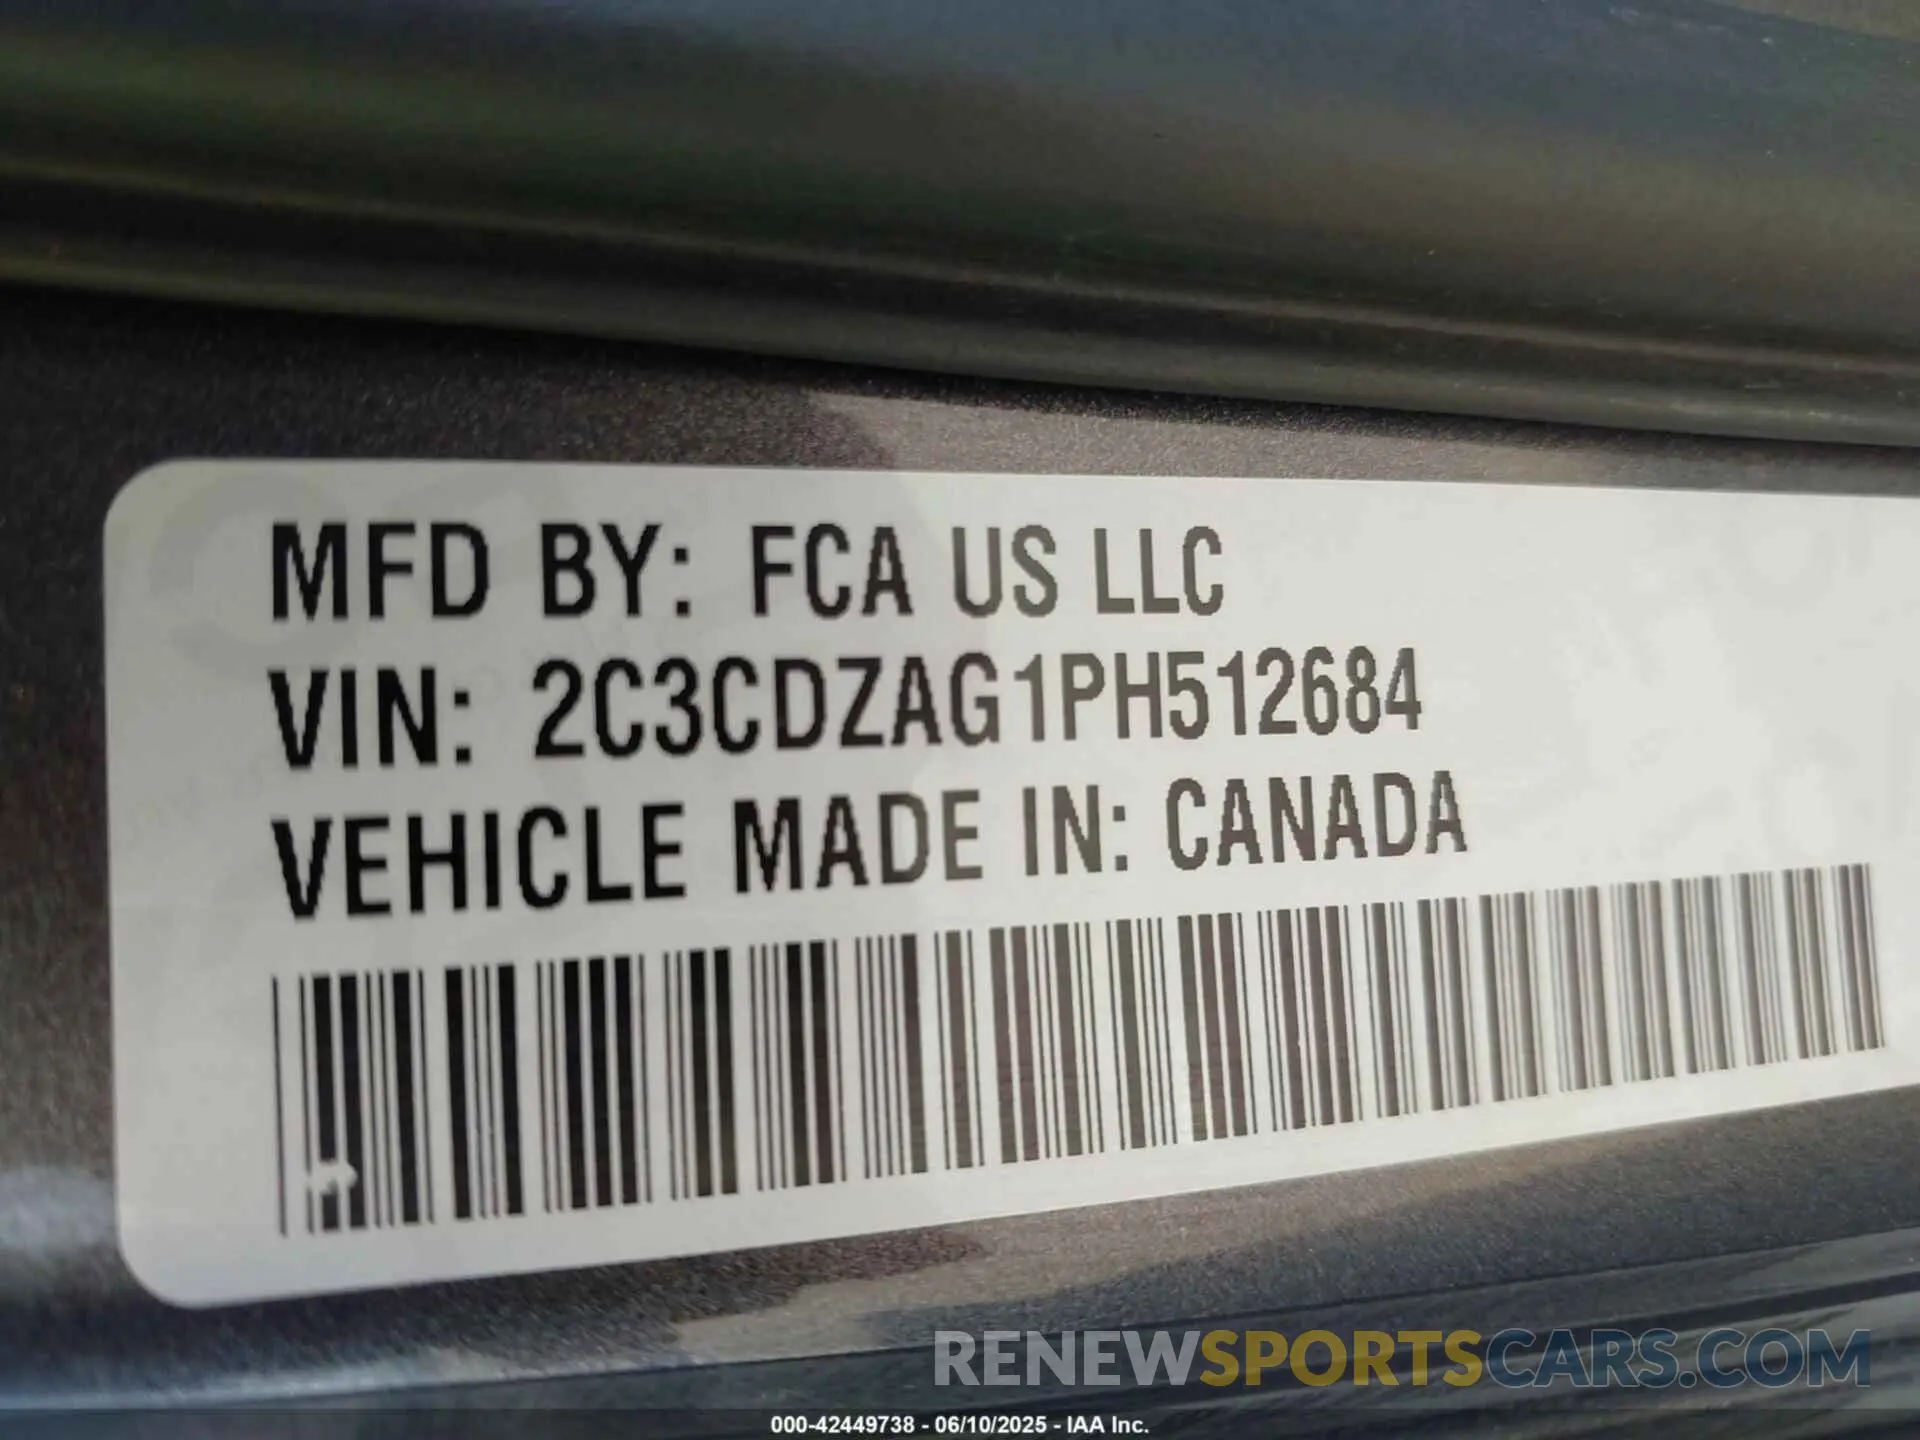 MFD BY: FCA US LLC
VIN: 2C3CDZAG1PH512684
VEHICLE MADE IN: CANADA
RENEWSPORTSCARS.COM
000-42449738 - 06/10/2025 - IAA Inc.